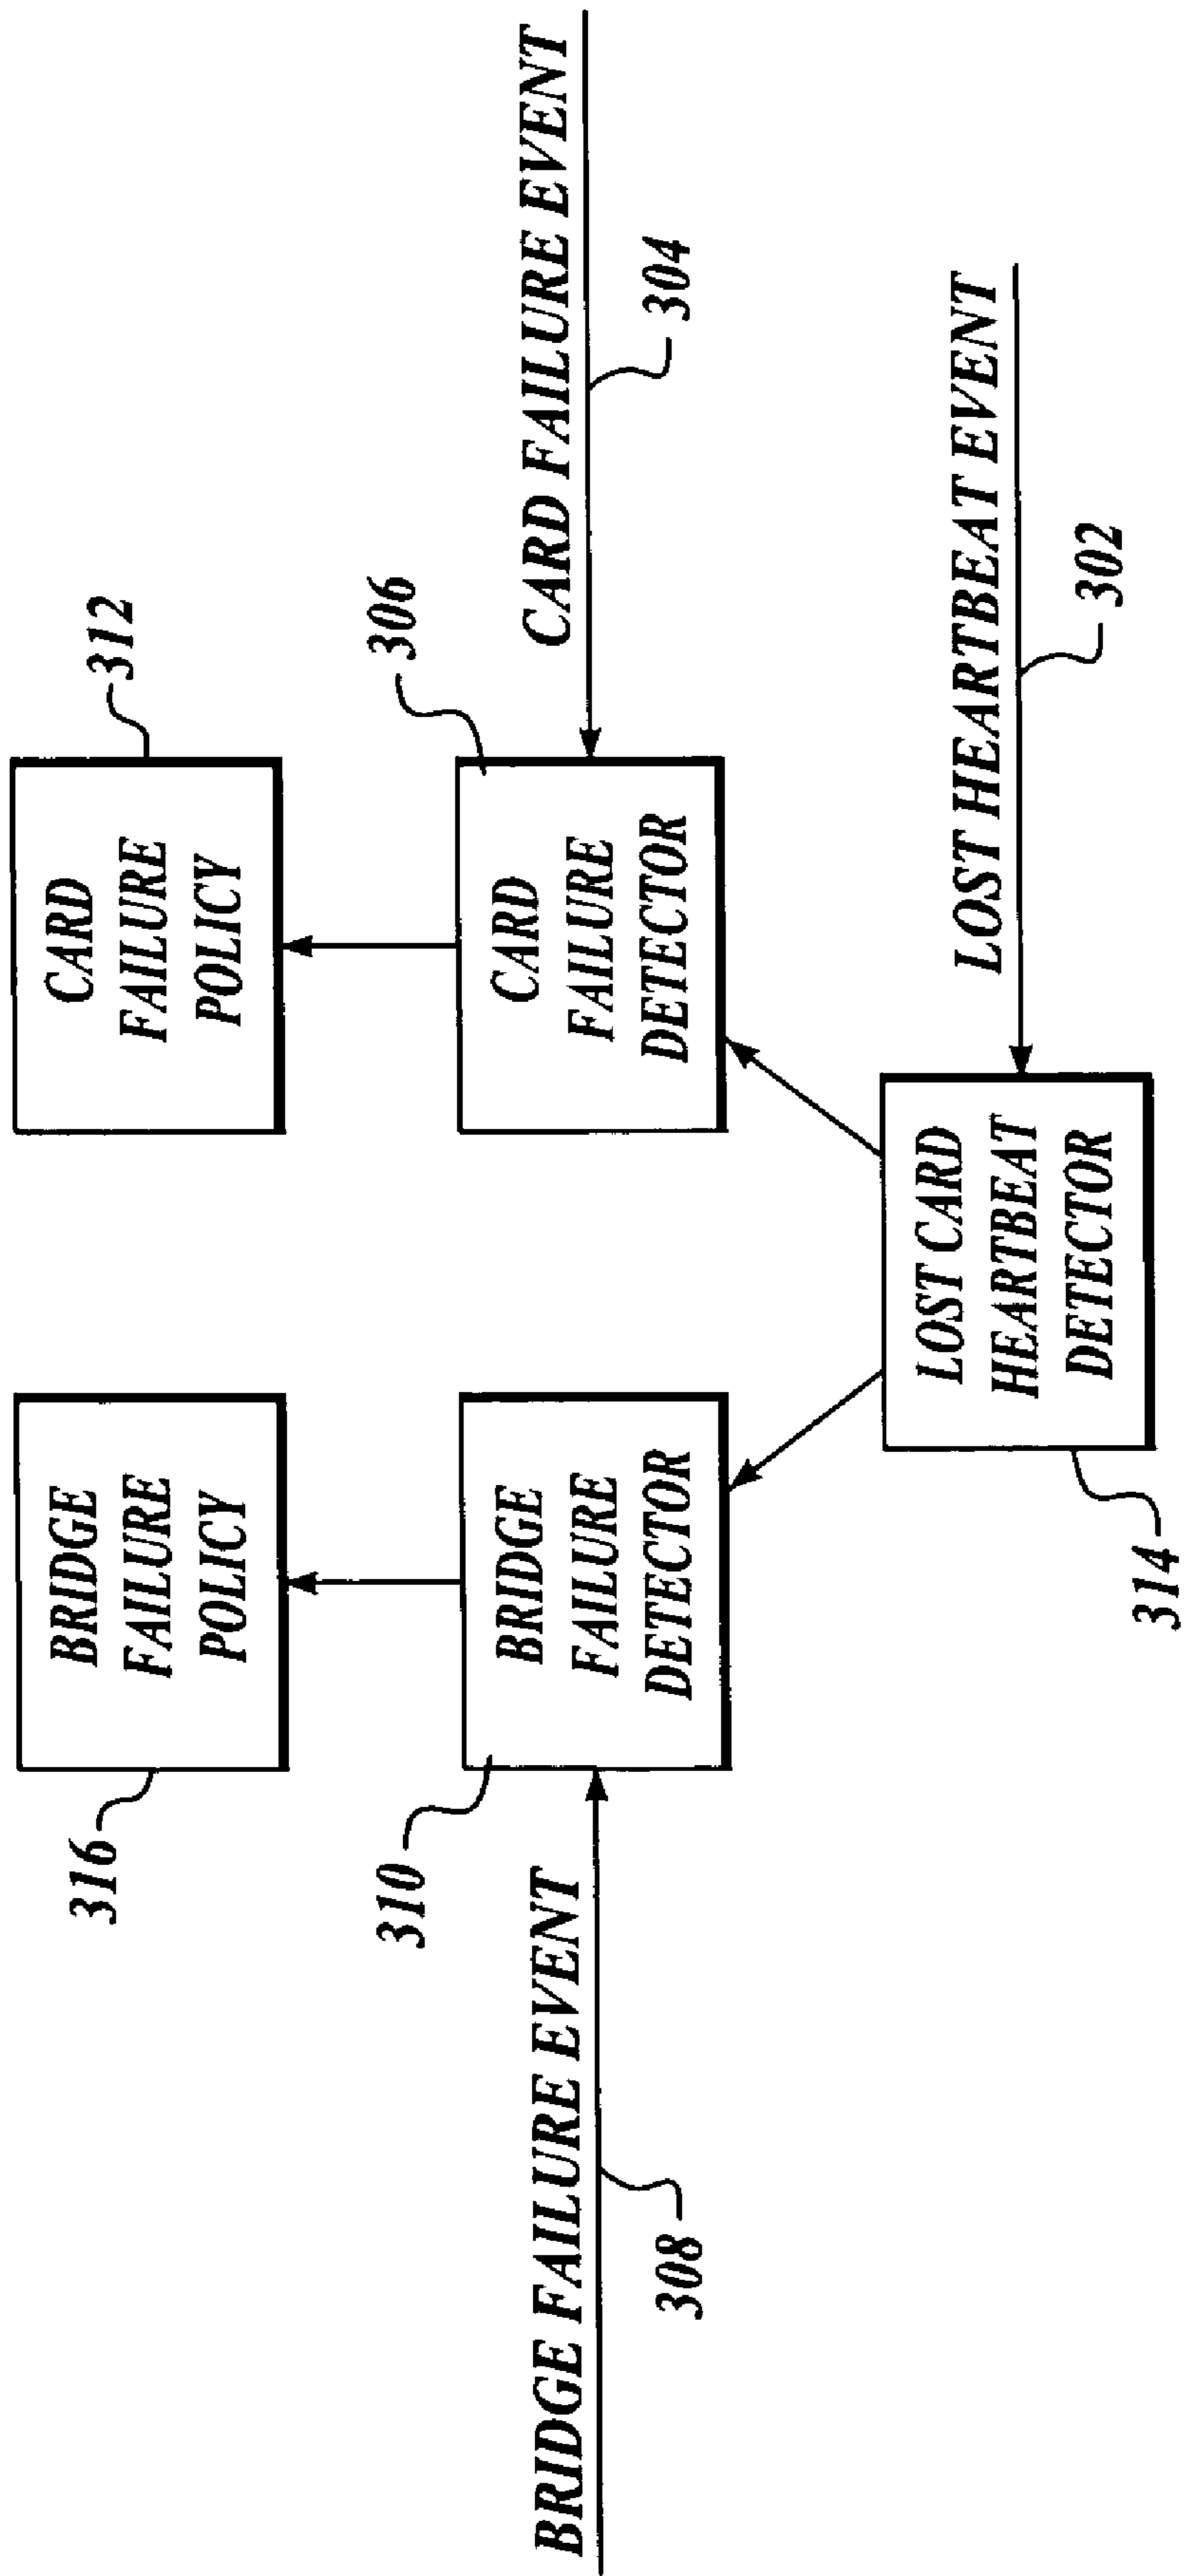 316
BRIDGE
FAILURE
POLICY
312
CARD
FAILURE
POLICY
310
BRIDGE
FAILURE
DETECTOR
306
CARD
FAILURE
DETECTOR
BRIDGE FAILURE EVENT
308
CARD FAILURE EVENT
304
LOST CARD
HEARTBEAT
DETECTOR
314
LOST HEARTBEAT EVENT
302